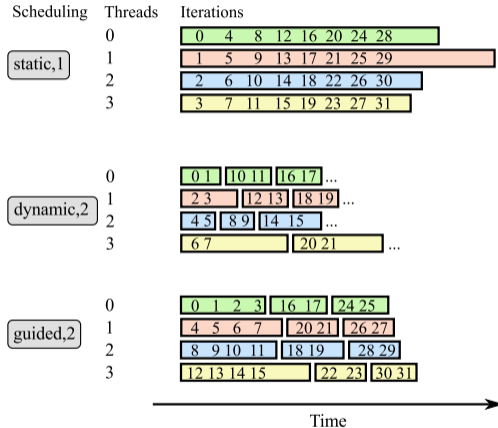 Scheduling Threads Iterations
0 0 4 8 12 16 20 24 28
static,1
1 1 5 9 13 17 21 25 29
2 2 6 10 14 18 22 26 30
3 3 7 11 15 19 23 27 31
0 0 1 10 11 16 17 ...
1 2 3 12 13 18 19 ...
dynamic,2
2 4 5 8 9 14 15 ...
3 6 7 20 21 ...
0 0 1 2 3 16 17 24 25
1 4 5 6 7 20 21 26 27
guided,2
2 8 9 10 11 18 19 28 29
3 12 13 14 15 22 23 30 31
Time